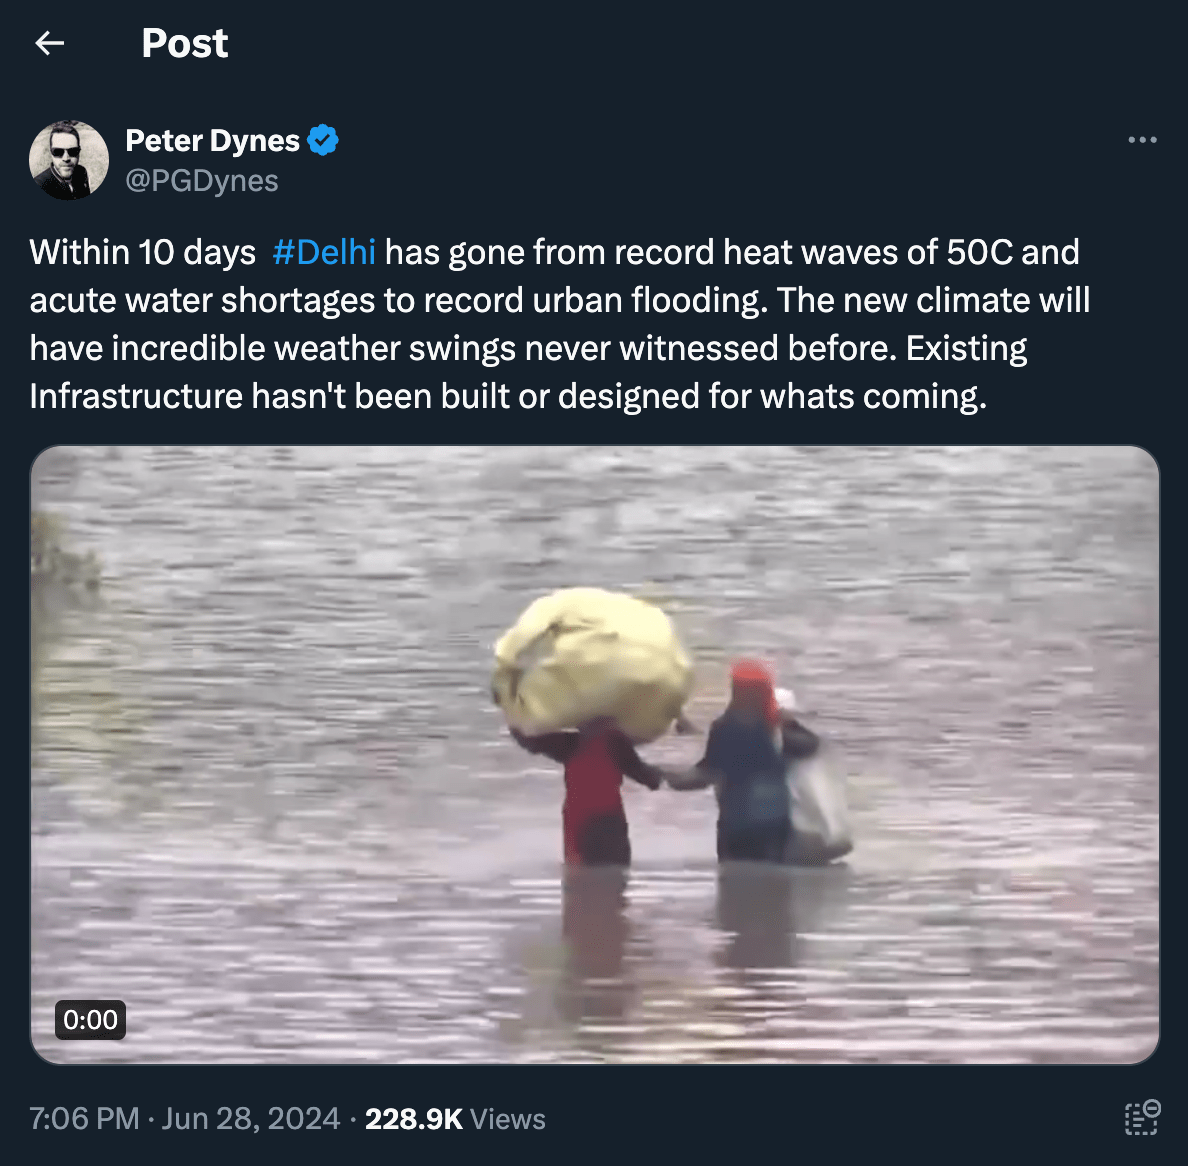 Post
Peter Dynes
@PGDynes
Within 10 days  #Delhi has gone from record heat waves of 50C and
acute water shortages to record urban flooding. The new climate will
have incredible weather swings never witnessed before. Existing
Infrastructure hasn't been built or designed for whats coming.
0:00
7:06 PM · Jun 28, 2024 · 228.9K Views